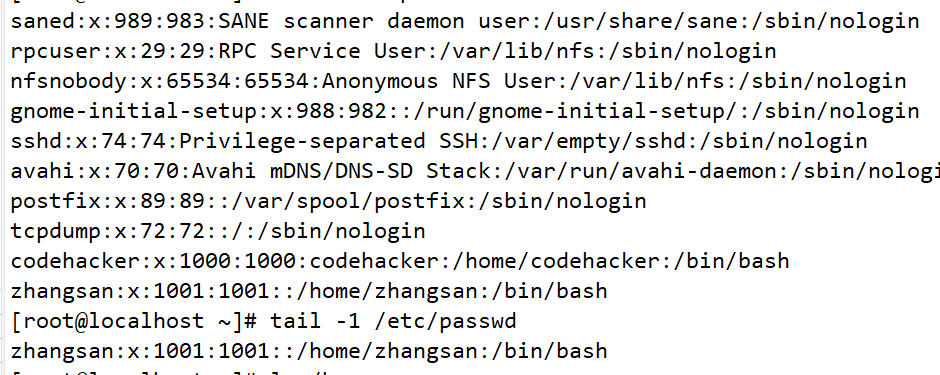 saned:x:989:983:SANE scanner daemon user:/usr/share/sane:/sbin/nologin
rpcuser:x:29:29:RPC Service User:/var/lib/nfs:/sbin/nologin
nfsnobody:x:65534:65534:Anonymous NFS User:/var/lib/nfs:/sbin/nologin
gnome-initial-setup:x:988:982::/run/gnome-initial-setup/:/sbin/nologin
sshd:x:74:74:Privilege-separated SSH:/var/empty/sshd:/sbin/nologin
avahi:x:70:70:Avahi mDNS/DNS-SD Stack:/var/run/avahi-daemon:/sbin/nologi
postfix:x:89:89::/var/spool/postfix:/sbin/nologin
tcpdump:x:72:72::/:/sbin/nologin
codehacker:x:1000:1000:codehacker:/home/codehacker:/bin/bash
zhangsan:x:1001:1001::/home/zhangsan:/bin/bash
[root@localhost ~]# tail -1 /etc/passwd
zhangsan:x:1001:1001::/home/zhangsan:/bin/bash